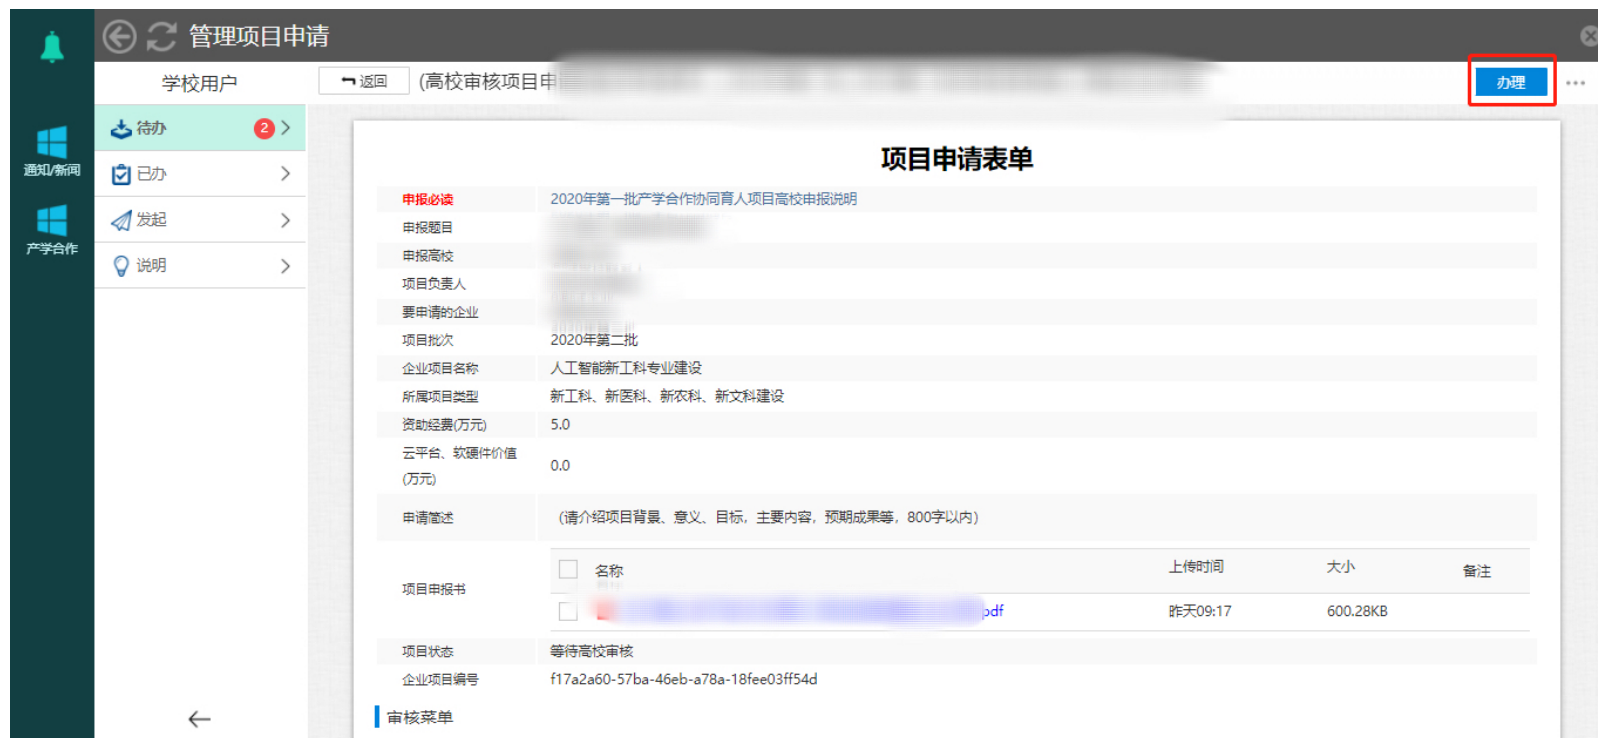 管理项目申请
学校用户
返回
(高校审核项目申
办理
待办 2
已办
发起
说明
通知/新闻
产学合作
项目申请表单
申报必读 2020年第一批产学合作协同育人项目高校申报说明
申报题目
申报高校
项目负责人
要申请的企业
项目批次 2020年第二批
企业项目名称 人工智能新工科专业建设
所属项目类型 新工科、新医科、新农科、新文科建设
资助经费(万元) 5.0
云平台、软硬件价值
(万元) 0.0
申请简述 (请介绍项目背景、意义、目标，主要内容，预期成果等，800字以内)
项目申报书
名称 上传时间 大小 备注
pdf 昨天09:17 600.28KB
项目状态 等待高校审核
企业项目编号 f17a2a60-57ba-46eb-a78a-18fee03ff54d
审核菜单